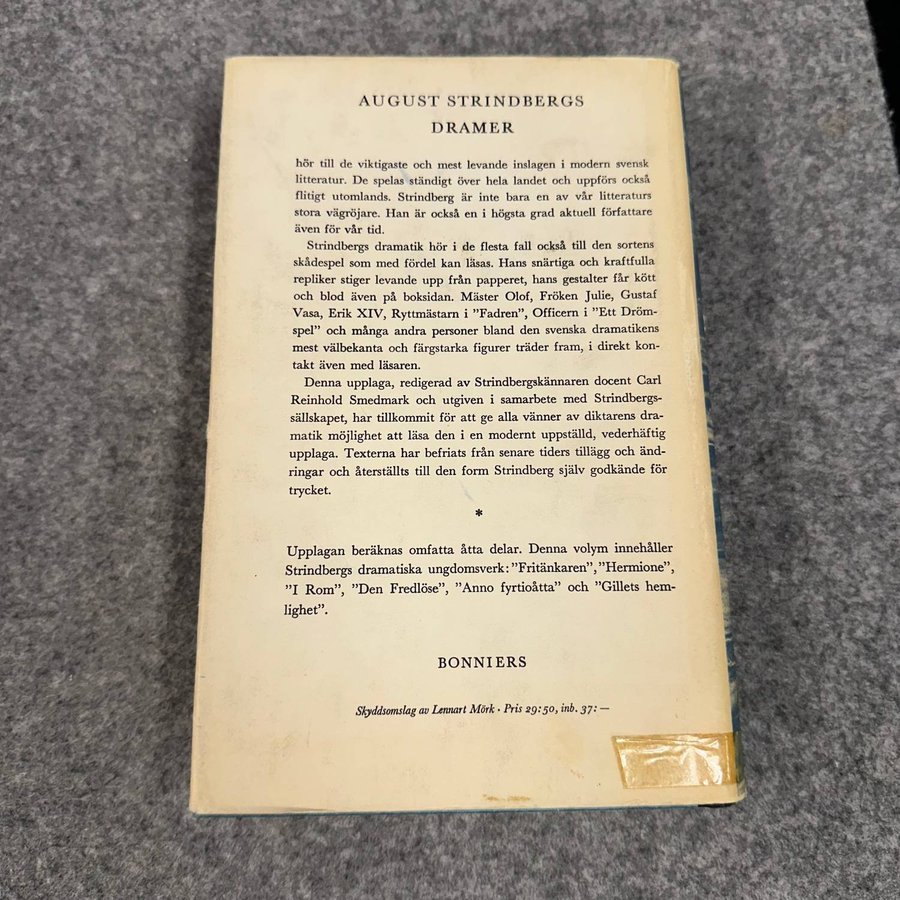 AUGUST STRINDBERGS
DRAMER
hör till de viktigaste och mest levande inslagen i modern svensk
litteratur. De spelas ständigt över hela landet och uppförs också
flitigt utomlands. Strindberg är inte bara en av vår litteraturs
stora vägröjare. Han är också en i högsta grad aktuell författare
även för vår tid.
Strindbergs dramatik hör i de flesta fall också till den sortens
skådespel som med fördel kan läsas. Hans snärtiga och kraftfulla
repliker stiger levande upp från papperet, hans gestalter får kött
och blod även på boksidan. Mäster Olof, Fröken Julie, Gustaf
Vasa, Erik XIV, Ryttmästarn i ”Fadren”, Officern i ”Ett Dröm-
spel” och många andra personer bland den svenska dramatikens
mest välbekanta och färgstarka figurer träder fram, i direkt kon-
takt även med läsaren.
Denna upplaga, redigerad av Strindbergskännaren docent Carl
Reinhold Smedmark och utgiven i samarbete med Strindbergs-
sällskapet, har tillkommit för att ge alla vänner av diktarens dra-
matik möjlighet att läsa den i en modernt uppställd, vederhäftig
upplaga. Texterna har befriats från senare tiders tillägg och änd-
ringar och återställts till den form Strindberg själv godkände för
trycket.
*
Upplagan beräknas omfatta åtta delar. Denna volym innehåller
Strindbergs dramatiska ungdomsverk: ”Fritänkaren”, ”Hermione”,
”I Rom”, ”Den Fredlöse”, ”Anno fyrtioåtta” och ”Gillets hem-
lighet”.
BONNIERS
Skyddsomslag av Lennart Mörk · Pris 29:50, inb. 37: —